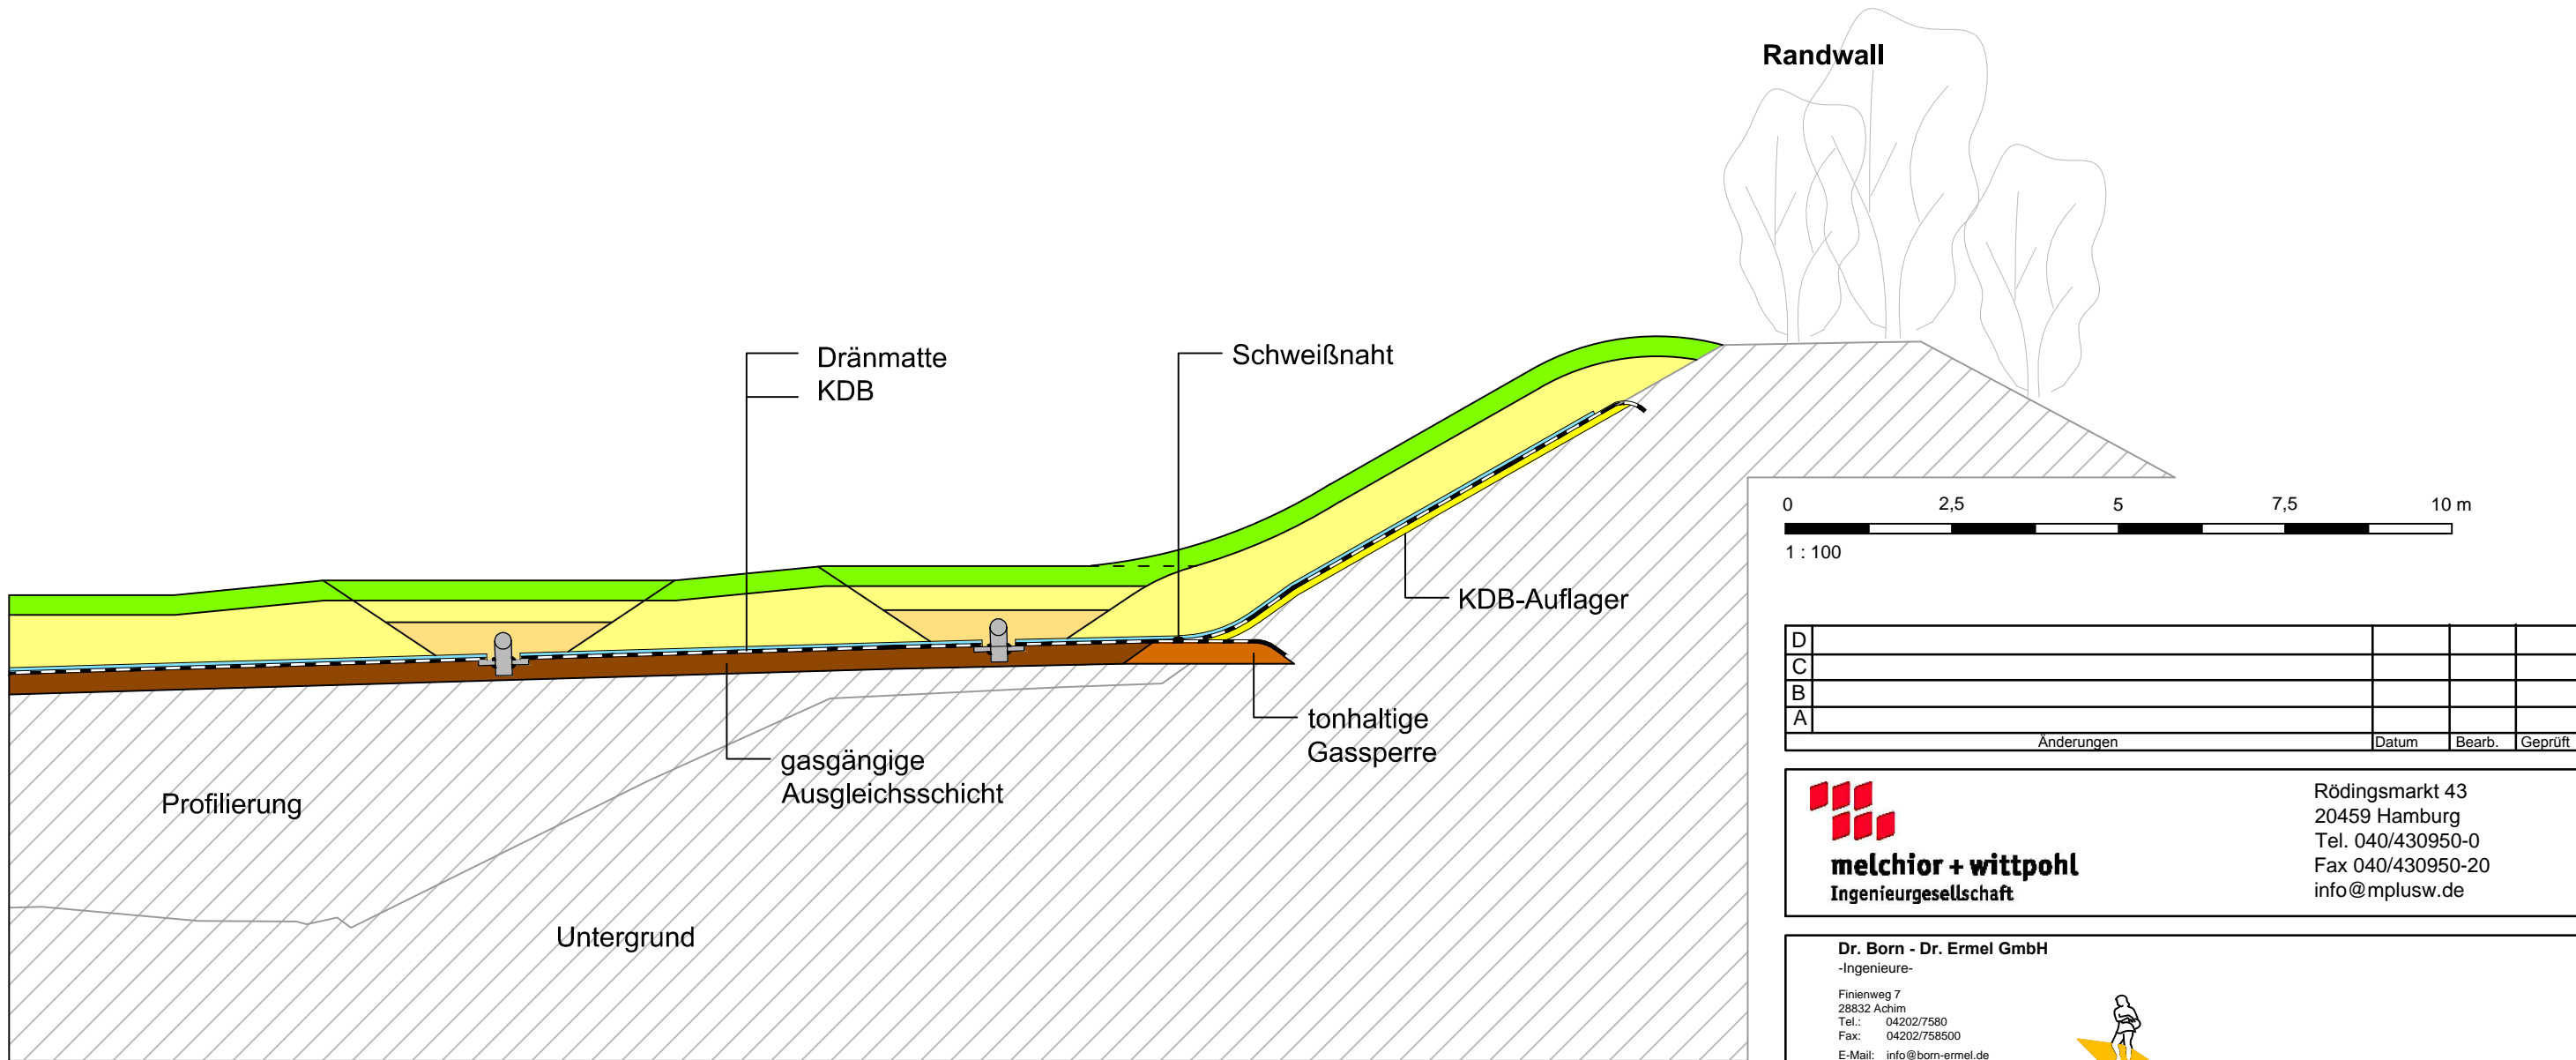 Randwall
Dränmatte
KDB
Schweißnaht
KDB-Auflager
tonhaltige
Gassperre
gasgängige
Ausgleichsschicht
Profilierung
Untergrund
0 2,5 5 7,5 10 m
1 : 100
D
C
B
A
Änderungen Datum Bearb. Geprüft
melchior + wittpohl
Ingenieurgesellschaft
Rödingsmarkt 43
20459 Hamburg
Tel. 040/430950-0
Fax 040/430950-20
info@mplusw.de
Dr. Born - Dr. Ermel GmbH
-Ingenieure-
Finienweg 7
28832 Achim
Tel.: 04202/7580
Fax: 04202/758500
E-Mail: info@born-ermel.de